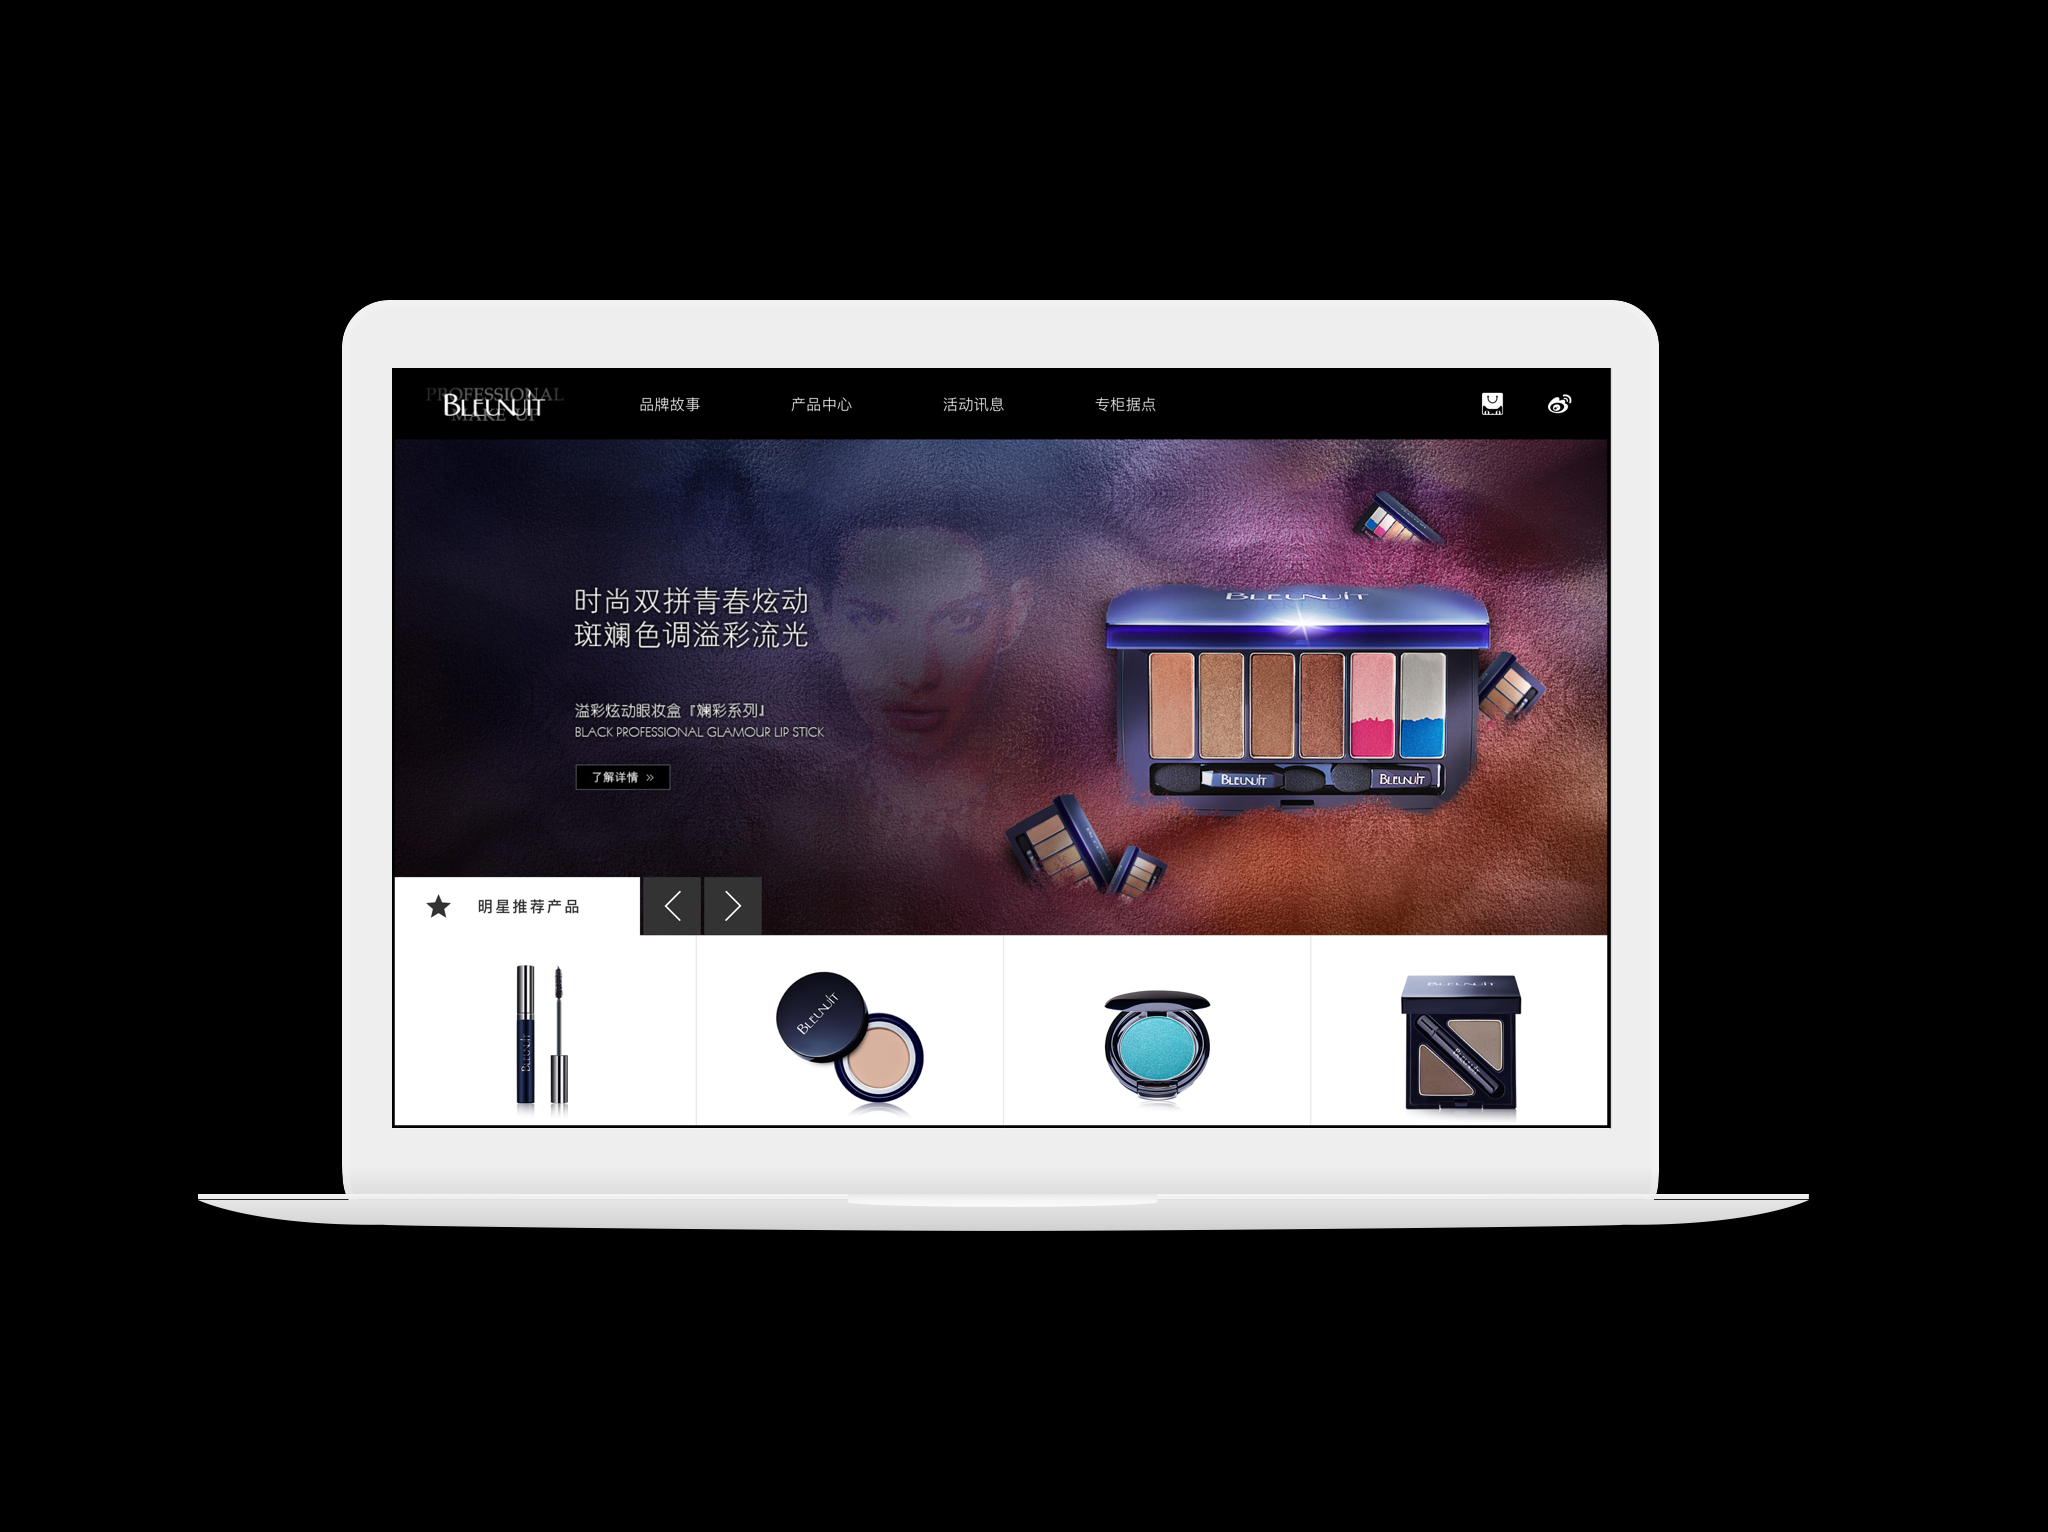 PROFESSIONAL
BLEUNUIT
MAKE UP
品牌故事
产品中心
活动讯息
专柜据点
时尚双拼青春炫动
斑斓色调溢彩流光
溢彩炫动眼妆盒『斓彩系列』
BLACK PROFESSIONAL GLAMOUR LIP STICK
了解详情 »
BLEUNUIT
BLEUNUIT
BLEUNUIT
明星推荐产品
BLEUNUIT
BLEUNUIT
BLEUNUIT